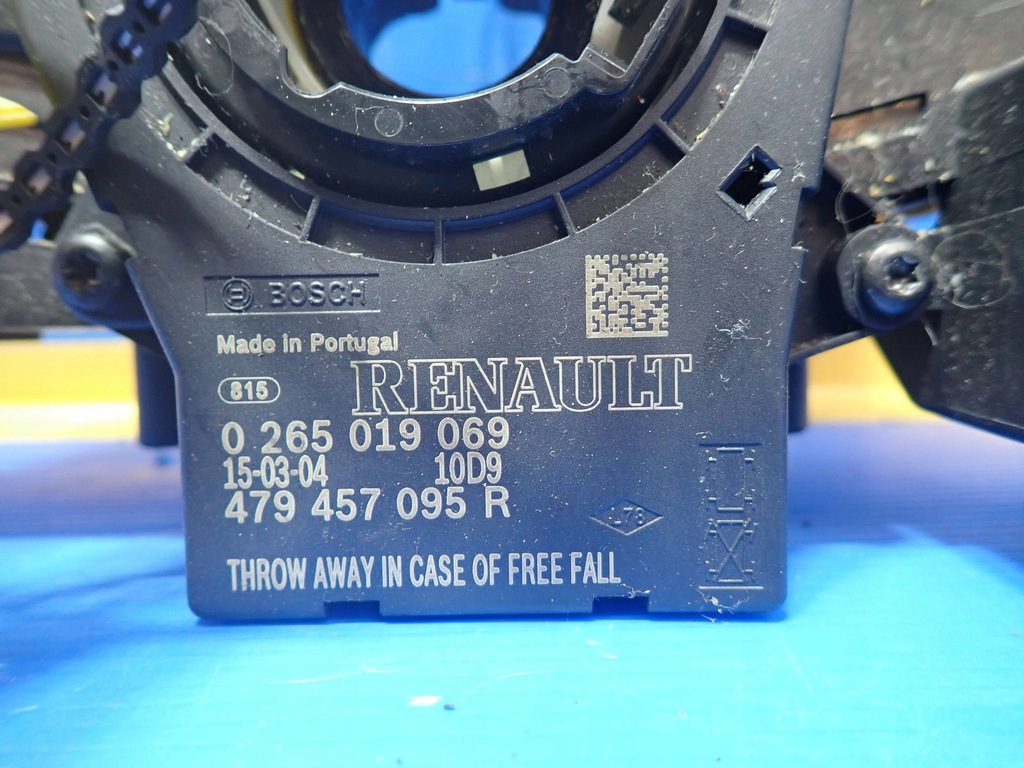 BOSCH
Made in Portugal
815
RENAULT
0 265 019 069
15-03-04 10D9
479 457 095 R
THROW AWAY IN CASE OF FREE FALL